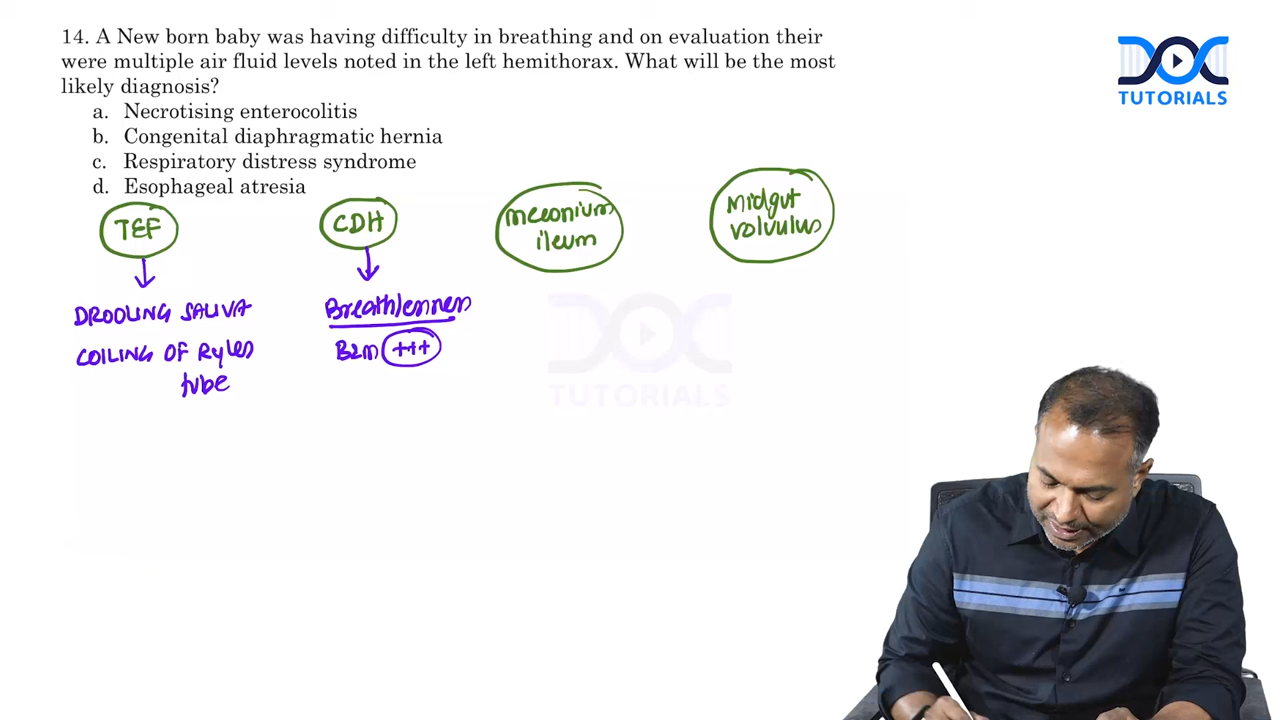 14. A New born baby was having difficulty in breathing and on evaluation their
were multiple air fluid levels noted in the left hemithorax. What will be the most
likely diagnosis?
a. Necrotising enterocolitis
b. Congenital diaphragmatic hernia
c. Respiratory distress syndrome
d. Esophageal atresia
TUTORIALS
TEF
CDH
meconium
ileum
Midgut
volvulus
DROOLING SALIVA
COILING OF Ryles
tube
Breathlessness
BZM +++
TUTORIALS